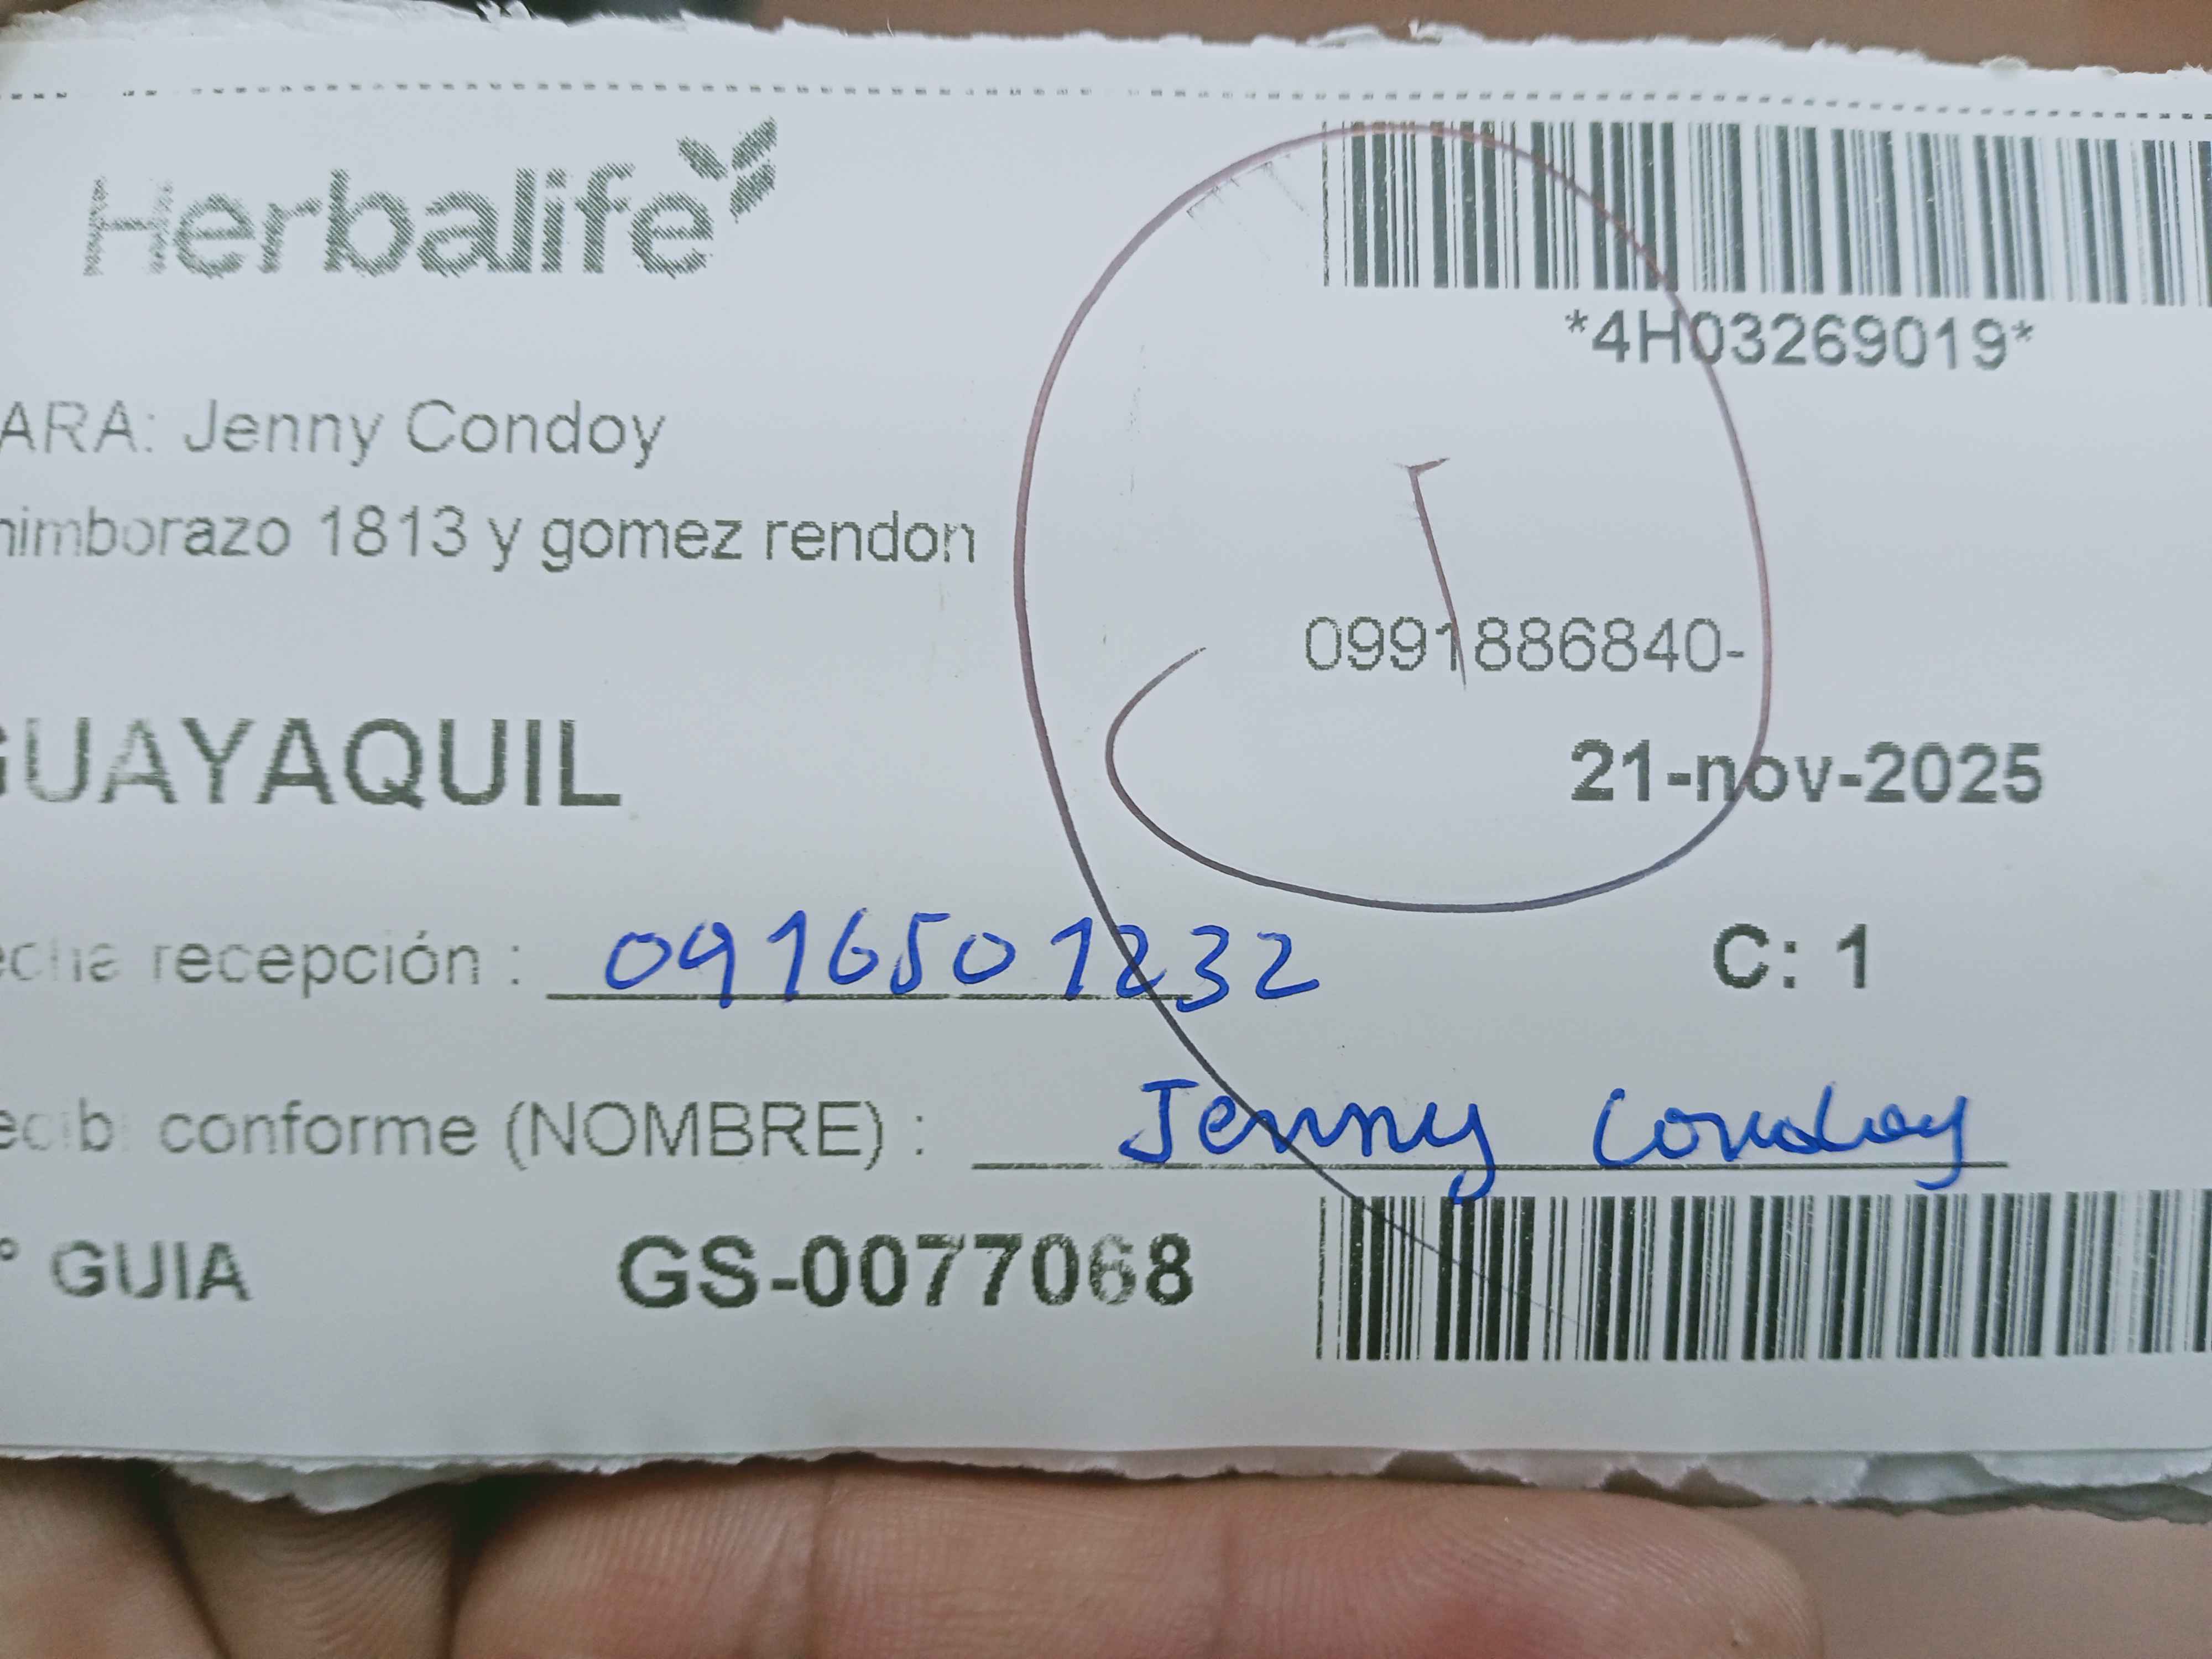 Herbalife
*4H03269019*
ARA: Jenny Condoy
himborazo 1813 y gomez rendon
0991886840-
GUAYAQUIL
21-nov-2025
echa recepción : 0916501232
C: 1
ecibi conforme (NOMBRE) : Jenny Condoy
° GUIA GS-0077068